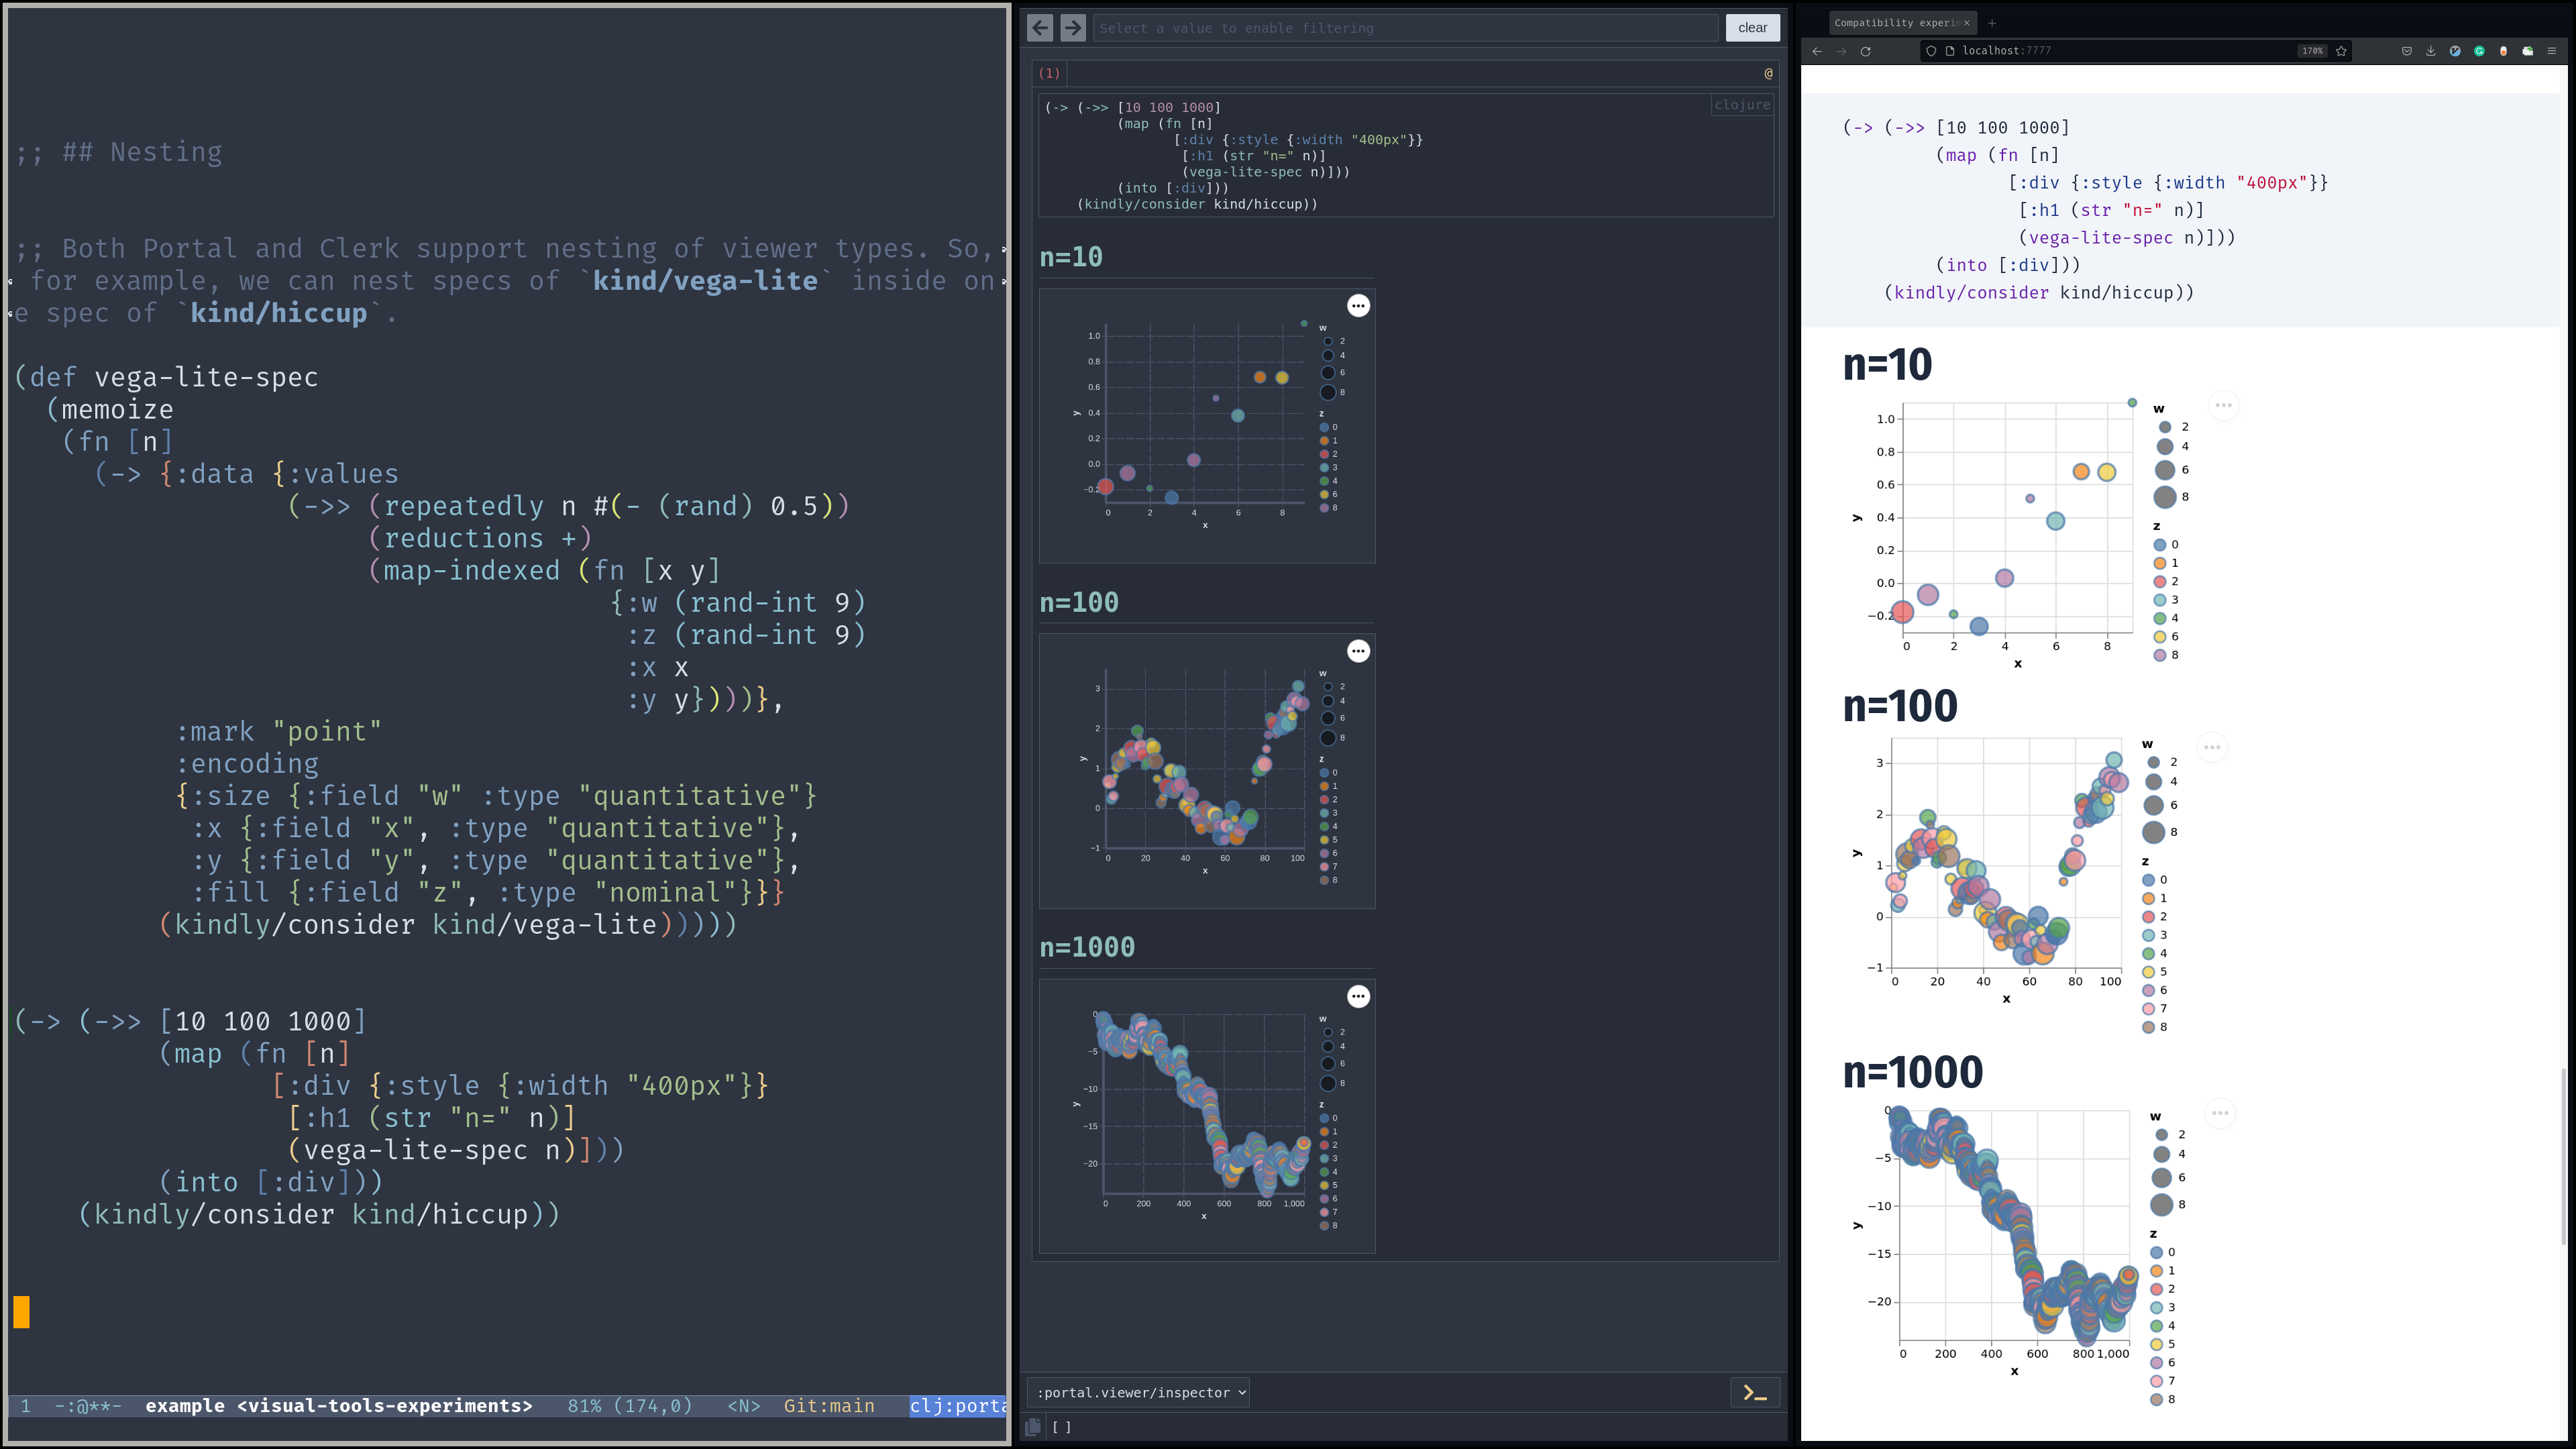 ;; ## Nesting
;; Both Portal and Clerk support nesting of viewer types. So,
for example, we can nest specs of `kind/vega-lite` inside on
e spec of `kind/hiccup`.
(def vega-lite-spec
(memoize
(fn [n]
(-> {:data {:values
(->> (repeatedly n #(- (rand) 0.5))
(reductions +)
(map-indexed (fn [x y]
{:w (rand-int 9)
:z (rand-int 9)
:x x
:y y})))},
:mark "point"
:encoding
{:size {:field "w" :type "quantitative"}
:x {:field "x", :type "quantitative"},
:y {:field "y", :type "quantitative"},
:fill {:field "z", :type "nominal"}}}
(kindly/consider kind/vega-lite)))))
(-> (->> [10 100 1000]
(map (fn [n]
[:div {:style {:width "400px"}}
[:h1 (str "n=" n)]
(vega-lite-spec n)]))
(into [:div]))
(kindly/consider kind/hiccup))
1 -:@**- example <visual-tools-experiments> 81% (174,0) <N> Git:main clj:porta
Select a value to enable filtering
clear
(1)
@
clojure
(-> (->> [10 100 1000]
(map (fn [n]
[:div {:style {:width "400px"}}
[:h1 (str "n=" n)]
(vega-lite-spec n)]))
(into [:div]))
(kindly/consider kind/hiccup))
n=10
1.0
0.8
0.6
0.4
0.2
0.0
−0.2
y
0 2 4 6 8
x
w
2
4
6
8
z
0
1
2
3
4
6
8
n=100
3
2
1
0
−1
y
0 20 40 60 80 100
x
w
2
4
6
8
z
0
1
2
3
4
5
6
7
8
n=1000
0
−5
−10
−15
−20
y
0 200 400 600 800 1,000
x
w
2
4
6
8
z
0
1
2
3
4
5
6
7
8
:portal.viewer/inspector
>_
[ ]
Compatibility experim
localhost:7777
170%
(-> (->> [10 100 1000]
(map (fn [n]
[:div {:style {:width "400px"}}
[:h1 (str "n=" n)]
(vega-lite-spec n)]))
(into [:div]))
(kindly/consider kind/hiccup))
n=10
1.0
0.8
0.6
0.4
0.2
0.0
−0.2
y
0 2 4 6 8
x
w
2
4
6
8
z
0
1
2
3
4
6
8
n=100
3
2
1
0
−1
y
0 20 40 60 80 100
x
w
2
4
6
8
z
0
1
2
3
4
5
6
7
8
n=1000
0
−5
−10
−15
−20
y
0 200 400 600 800 1,000
x
w
2
4
6
8
z
0
1
2
3
4
5
6
7
8